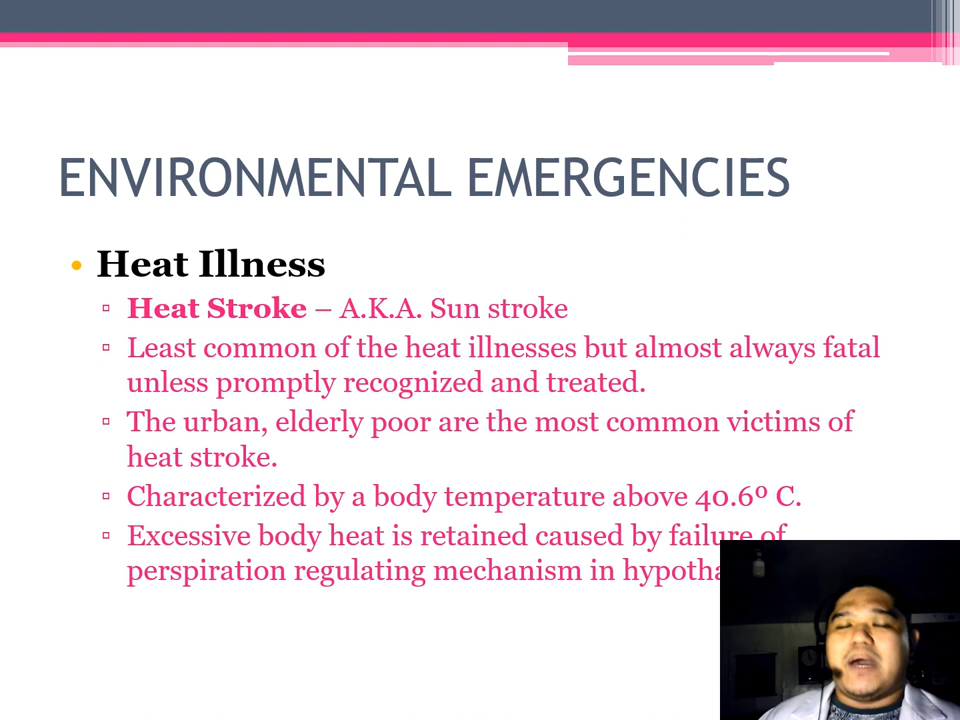 ENVIRONMENTAL EMERGENCIES
• Heat Illness
▫ Heat Stroke – A.K.A. Sun stroke
▫ Least common of the heat illnesses but almost always fatal
unless promptly recognized and treated.
▫ The urban, elderly poor are the most common victims of
heat stroke.
▫ Characterized by a body temperature above 40.6º C.
▫ Excessive body heat is retained caused by failure of
perspiration regulating mechanism in